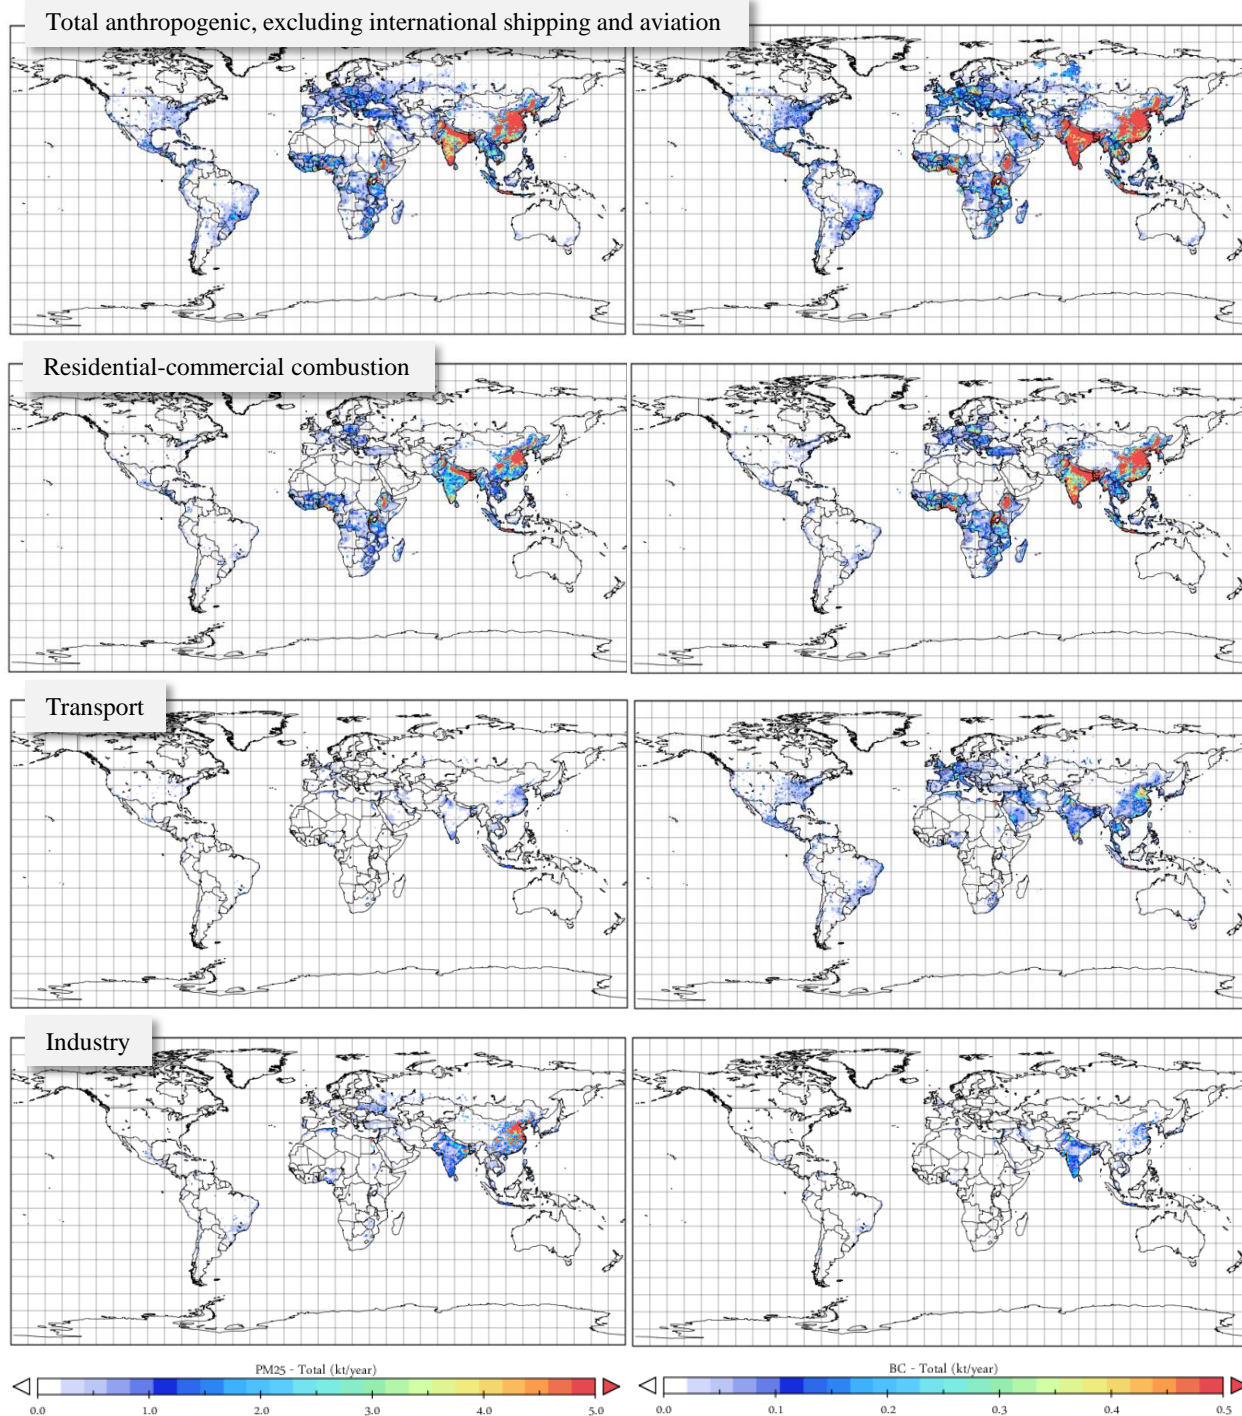 Total anthropogenic, excluding international shipping and aviation
Residential-commercial combustion
Transport
Industry
PM25 - Total (kt/year)
0.0 1.0 2.0 3.0 4.0 5.0
BC - Total (kt/year)
0.0 0.1 0.2 0.3 0.4 0.5